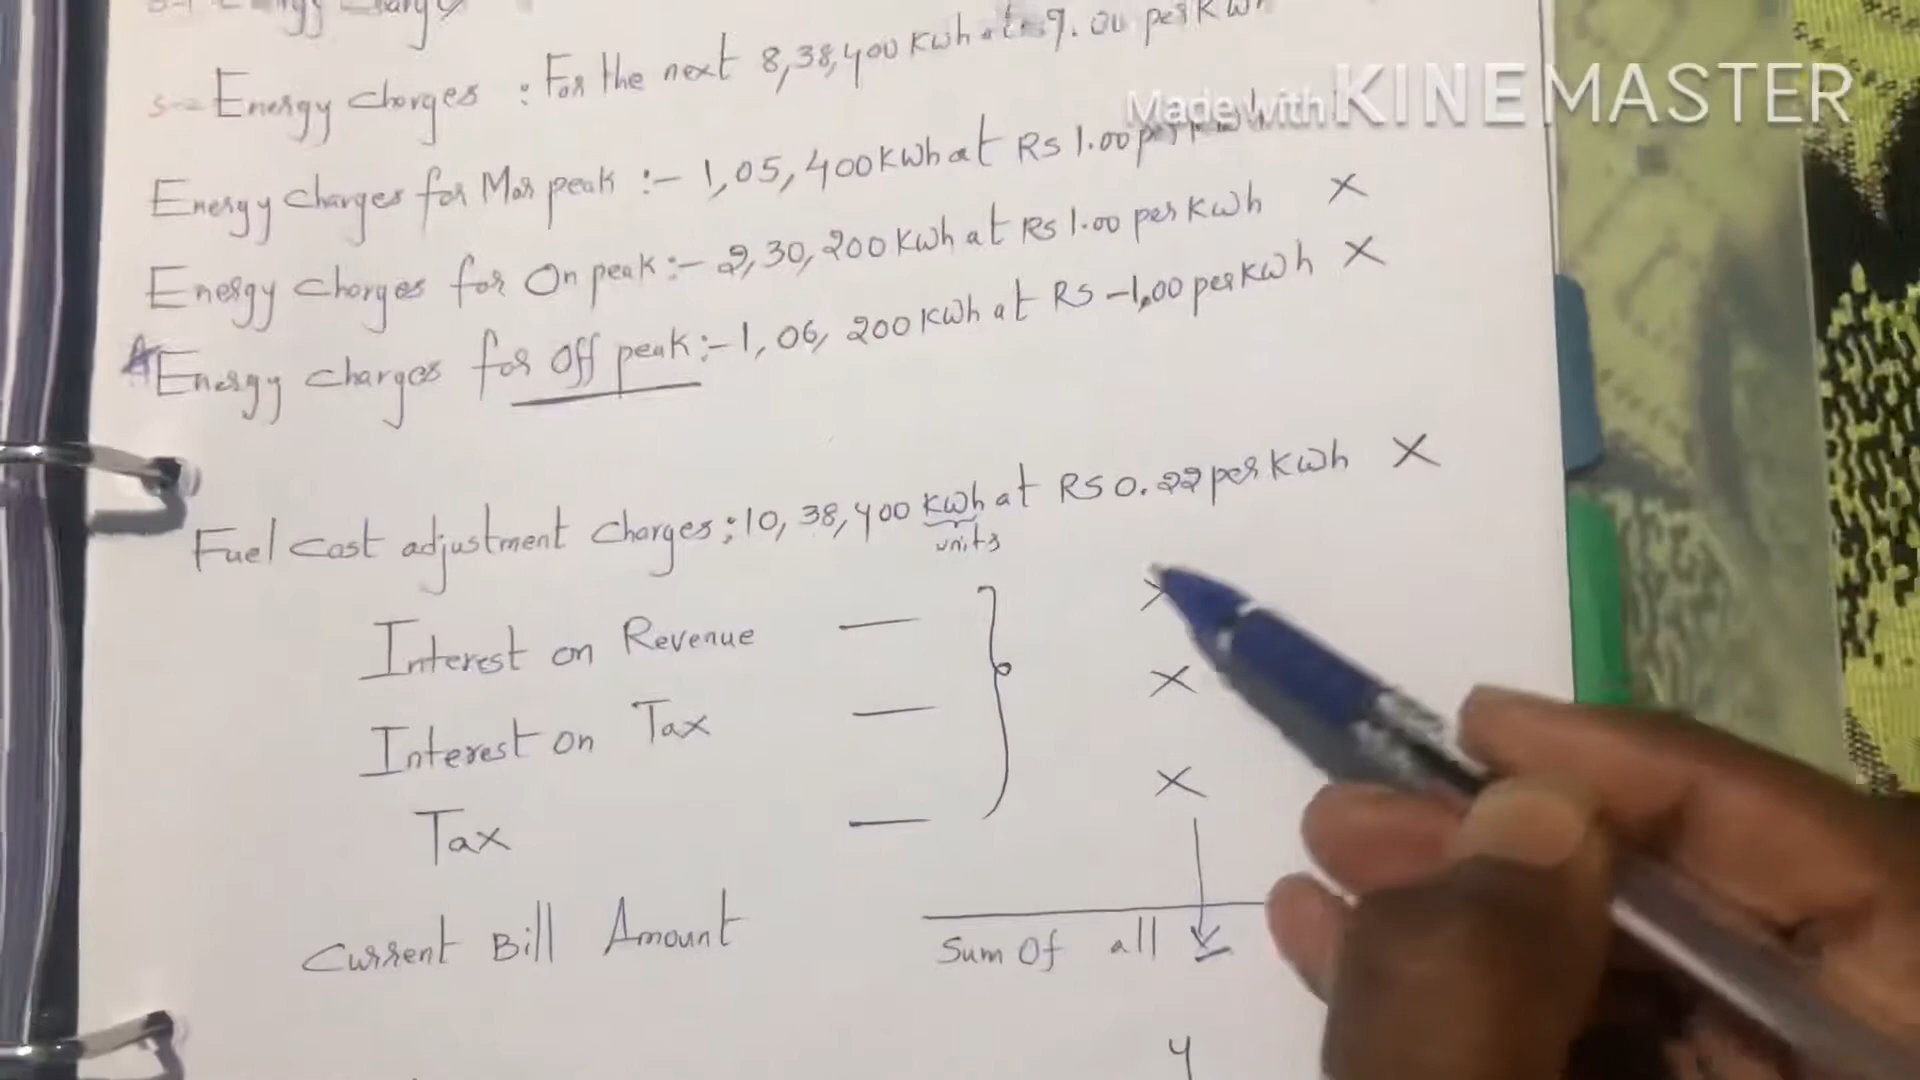 Energy charges : For the next 8,38,400 kwh at 9.00 per kwh
Made with KINEMASTER
Energy charges for Mor peak :- 1,05,400 KWh at Rs 1.00 per kwh
Energy charges for On peak :- 2,30,200 KWh at Rs 1.00 per kwh X
Energy charges for Off peak :- 1,06,200 KWh at RS -1.00 per kwh X
Fuel cost adjustment charges : 10,38,400 kwh at RS 0.22 per kwh X
units
Interest on Revenue — X
Interest on Tax — X
Tax — X
Current Bill Amount Sum Of all
y